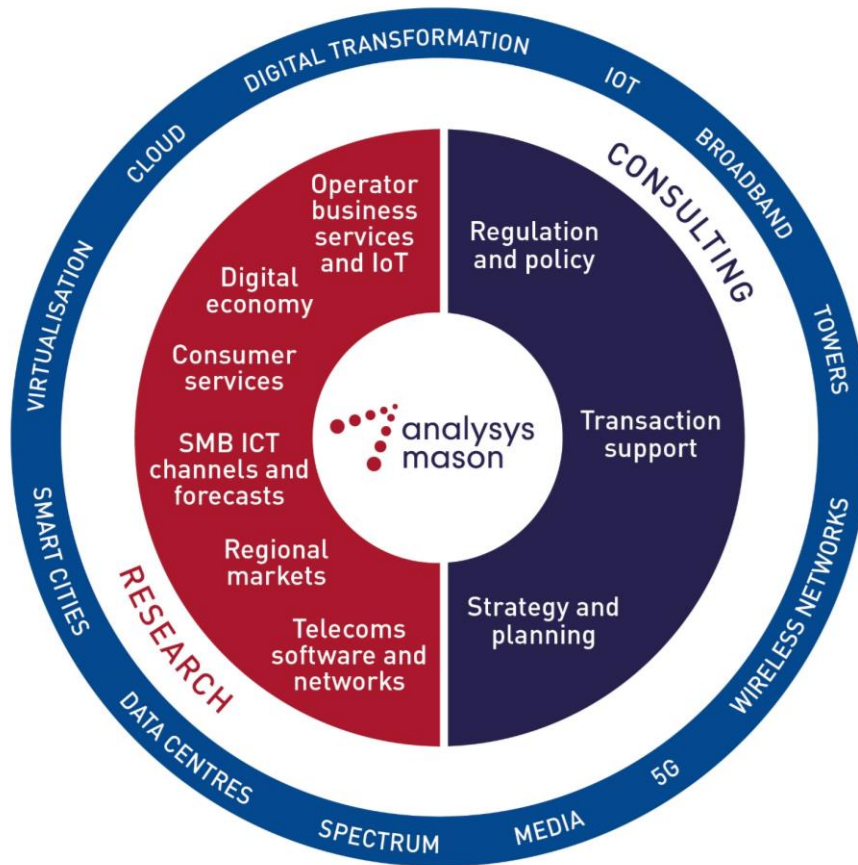 DIGITAL TRANSFORMATION
IOT
BROADBAND
TOWERS
WIRELESS NETWORKS
5G
MEDIA
SPECTRUM
DATA CENTRES
SMART CITIES
VIRTUALISATION
CLOUD
CONSULTING
RESEARCH
Operator
business
services
and IoT
Digital
economy
Consumer
services
SMB ICT
channels and
forecasts
Regional
markets
Telecoms
software and
networks
Regulation
and policy
Transaction
support
Strategy and
planning
analysys
mason